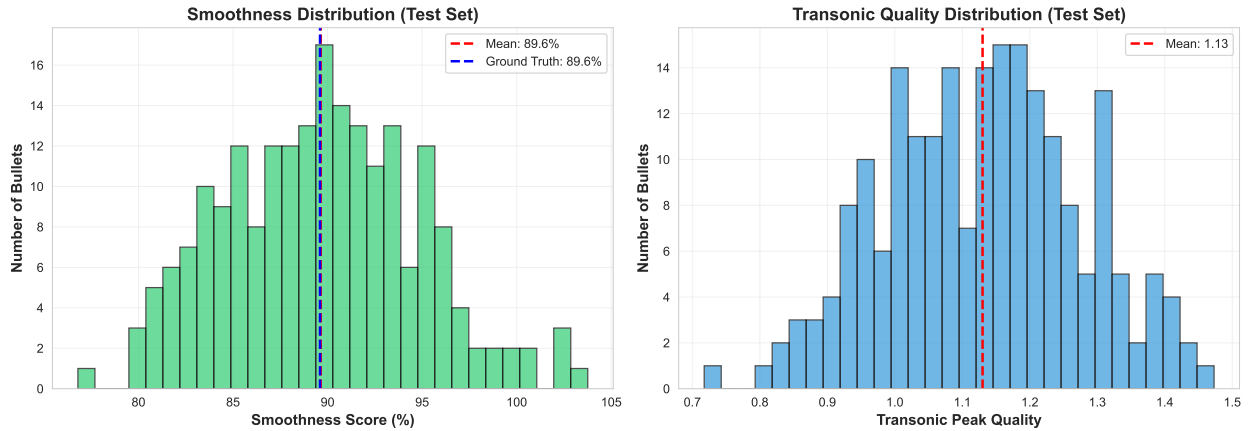 Smoothness Distribution (Test Set)
Mean: 89.6%
Ground Truth: 89.6%
Number of Bullets
16
14
12
10
8
6
4
2
0
80 85 90 95 100 105
Smoothness Score (%)
Transonic Quality Distribution (Test Set)
Mean: 1.13
Number of Bullets
14
12
10
8
6
4
2
0
0.7 0.8 0.9 1.0 1.1 1.2 1.3 1.4 1.5
Transonic Peak Quality